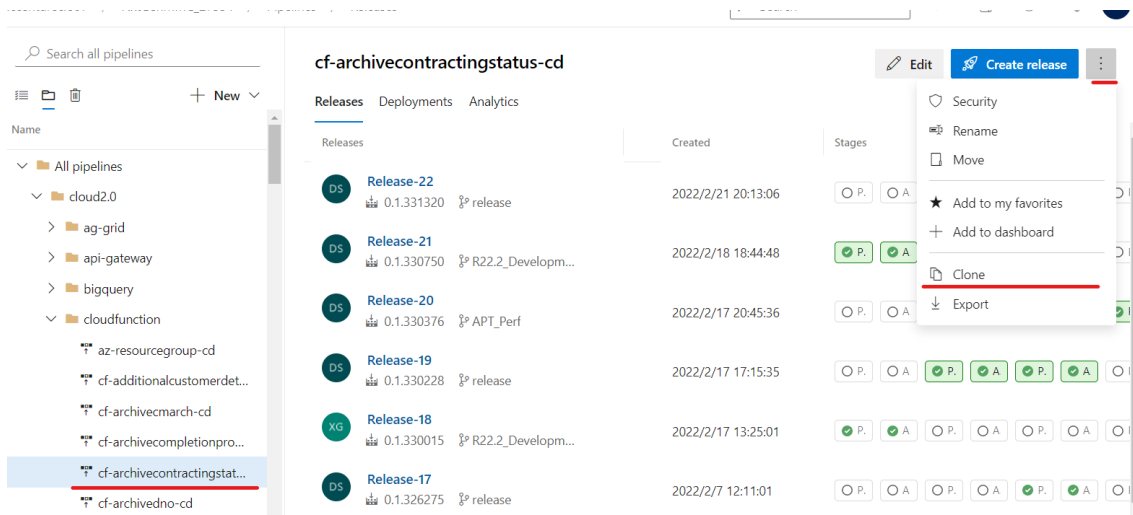 Search all pipelines
New
Name
All pipelines
cloud2.0
ag-grid
api-gateway
bigquery
cloudfunction
az-resourcegroup-cd
cf-additionalcustomerdet...
cf-archivecmarch-cd
cf-archivecompletionpro...
cf-archivecontractingstat...
cf-archivedno-cd
cf-archivecontractingstatus-cd
Edit
Create release
Releases Deployments Analytics
Security
Rename
Move
Add to my favorites
Add to dashboard
Clone
Export
Releases Created Stages
DS Release-22
0.1.331320 release 2022/2/21 20:13:06 P. A
DS Release-21
0.1.330750 R22.2_Developm... 2022/2/18 18:44:48 P. A
DS Release-20
0.1.330376 APT_Perf 2022/2/17 20:45:36 P. A
DS Release-19
0.1.330228 release 2022/2/17 17:15:35 P. A P. A P. A
XG Release-18
0.1.330015 R22.2_Developm... 2022/2/17 13:25:01 P. A P. A P. A
DS Release-17
0.1.326275 release 2022/2/7 12:11:01 P. A P. A P. A